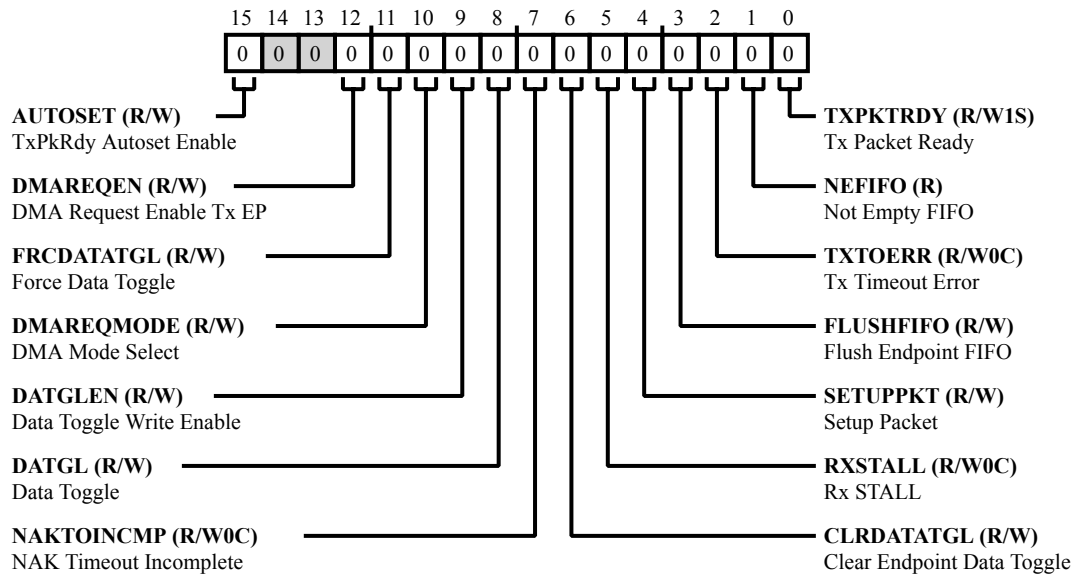 15 14 13 12 11 10 9 8 7 6 5 4 3 2 1 0
0 0 0 0 0 0 0 0 0 0 0 0 0 0 0 0
AUTOSET (R/W)
TxPkRdy Autoset Enable
DMAREQEN (R/W)
DMA Request Enable Tx EP
FRCDATATGL (R/W)
Force Data Toggle
DMAREQMODE (R/W)
DMA Mode Select
DATGLEN (R/W)
Data Toggle Write Enable
DATGL (R/W)
Data Toggle
NAKTOINCMP (R/W0C)
NAK Timeout Incomplete
TXPKTRDY (R/W1S)
Tx Packet Ready
NEFIFO (R)
Not Empty FIFO
TXTOERR (R/W0C)
Tx Timeout Error
FLUSHFIFO (R/W)
Flush Endpoint FIFO
SETUPPKT (R/W)
Setup Packet
RXSTALL (R/W0C)
Rx STALL
CLRDATATGL (R/W)
Clear Endpoint Data Toggle